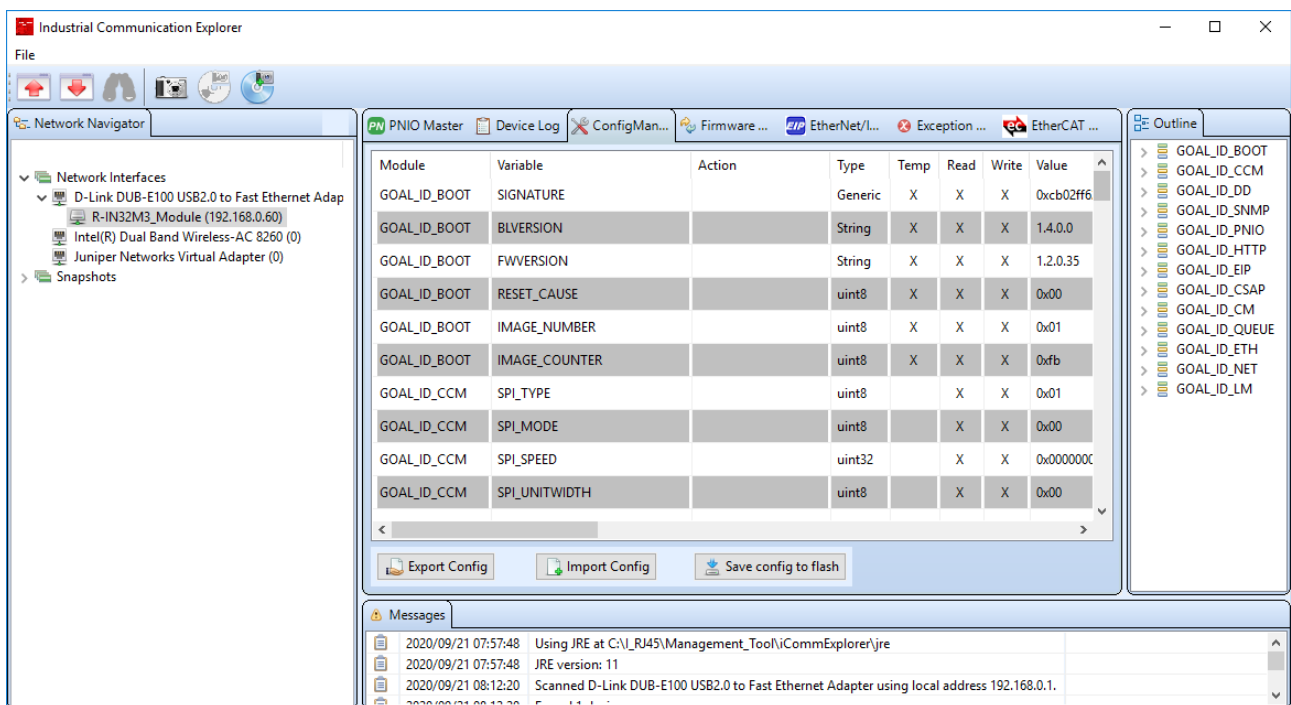 Industrial Communication Explorer
File
Network Navigator
Network Interfaces
D-Link DUB-E100 USB2.0 to Fast Ethernet Adap
R-IN32M3_Module (192.168.0.60)
Intel(R) Dual Band Wireless-AC 8260 (0)
Juniper Networks Virtual Adapter (0)
Snapshots
PN PNIO Master Device Log ConfigMan... Firmware ... EIP EtherNet/I... Exception ... ec EtherCAT ...
Module Variable Action Type Temp Read Write Value
GOAL_ID_BOOT SIGNATURE Generic X X X 0xcb02ff6
GOAL_ID_BOOT BLVERSION String X X X 1.4.0.0
GOAL_ID_BOOT FWVERSION String X X X 1.2.0.35
GOAL_ID_BOOT RESET_CAUSE uint8 X X X 0x00
GOAL_ID_BOOT IMAGE_NUMBER uint8 X X X 0x01
GOAL_ID_BOOT IMAGE_COUNTER uint8 X X X 0xfb
GOAL_ID_CCM SPI_TYPE uint8 X X 0x01
GOAL_ID_CCM SPI_MODE uint8 X X 0x00
GOAL_ID_CCM SPI_SPEED uint32 X X 0x0000000
GOAL_ID_CCM SPI_UNITWIDTH uint8 X X 0x00
Export Config Import Config Save config to flash
Outline
GOAL_ID_BOOT
GOAL_ID_CCM
GOAL_ID_DD
GOAL_ID_SNMP
GOAL_ID_PNIO
GOAL_ID_HTTP
GOAL_ID_EIP
GOAL_ID_CSAP
GOAL_ID_CM
GOAL_ID_QUEUE
GOAL_ID_ETH
GOAL_ID_NET
GOAL_ID_LM
Messages
2020/09/21 07:57:48 Using JRE at C:\I_RJ45\Management_Tool\iCommExplorer\jre
2020/09/21 07:57:48 JRE version: 11
2020/09/21 08:12:20 Scanned D-Link DUB-E100 USB2.0 to Fast Ethernet Adapter using local address 192.168.0.1.